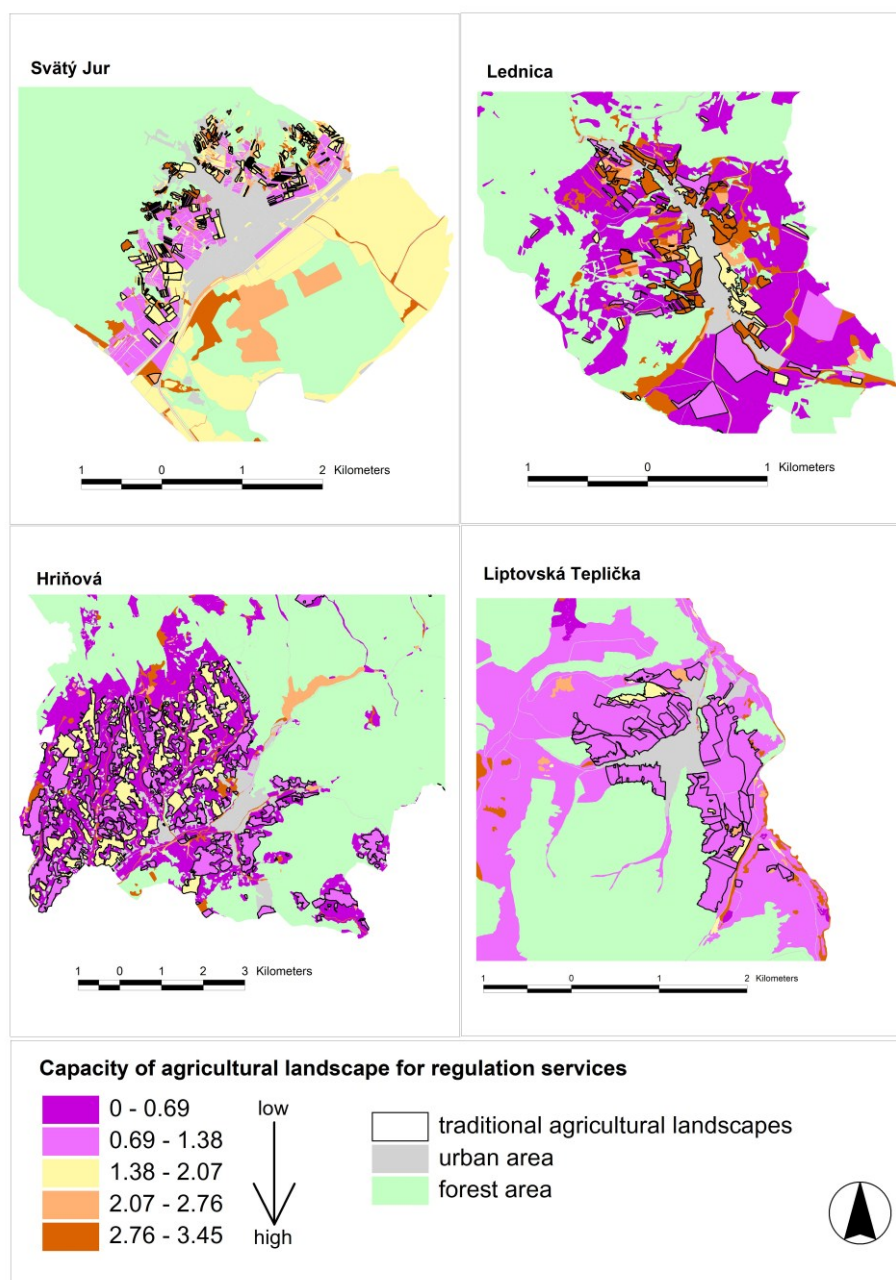 Svätý Jur
1 0 1 2 Kilometers
Lednica
1 0 1 Kilometers
Hriňová
1 0 1 2 3 Kilometers
Liptovská Teplička
1 0 1 2 Kilometers
Capacity of agricultural landscape for regulation services
0 - 0.69
0.69 - 1.38
1.38 - 2.07
2.07 - 2.76
2.76 - 3.45
low
high
traditional agricultural landscapes
urban area
forest area